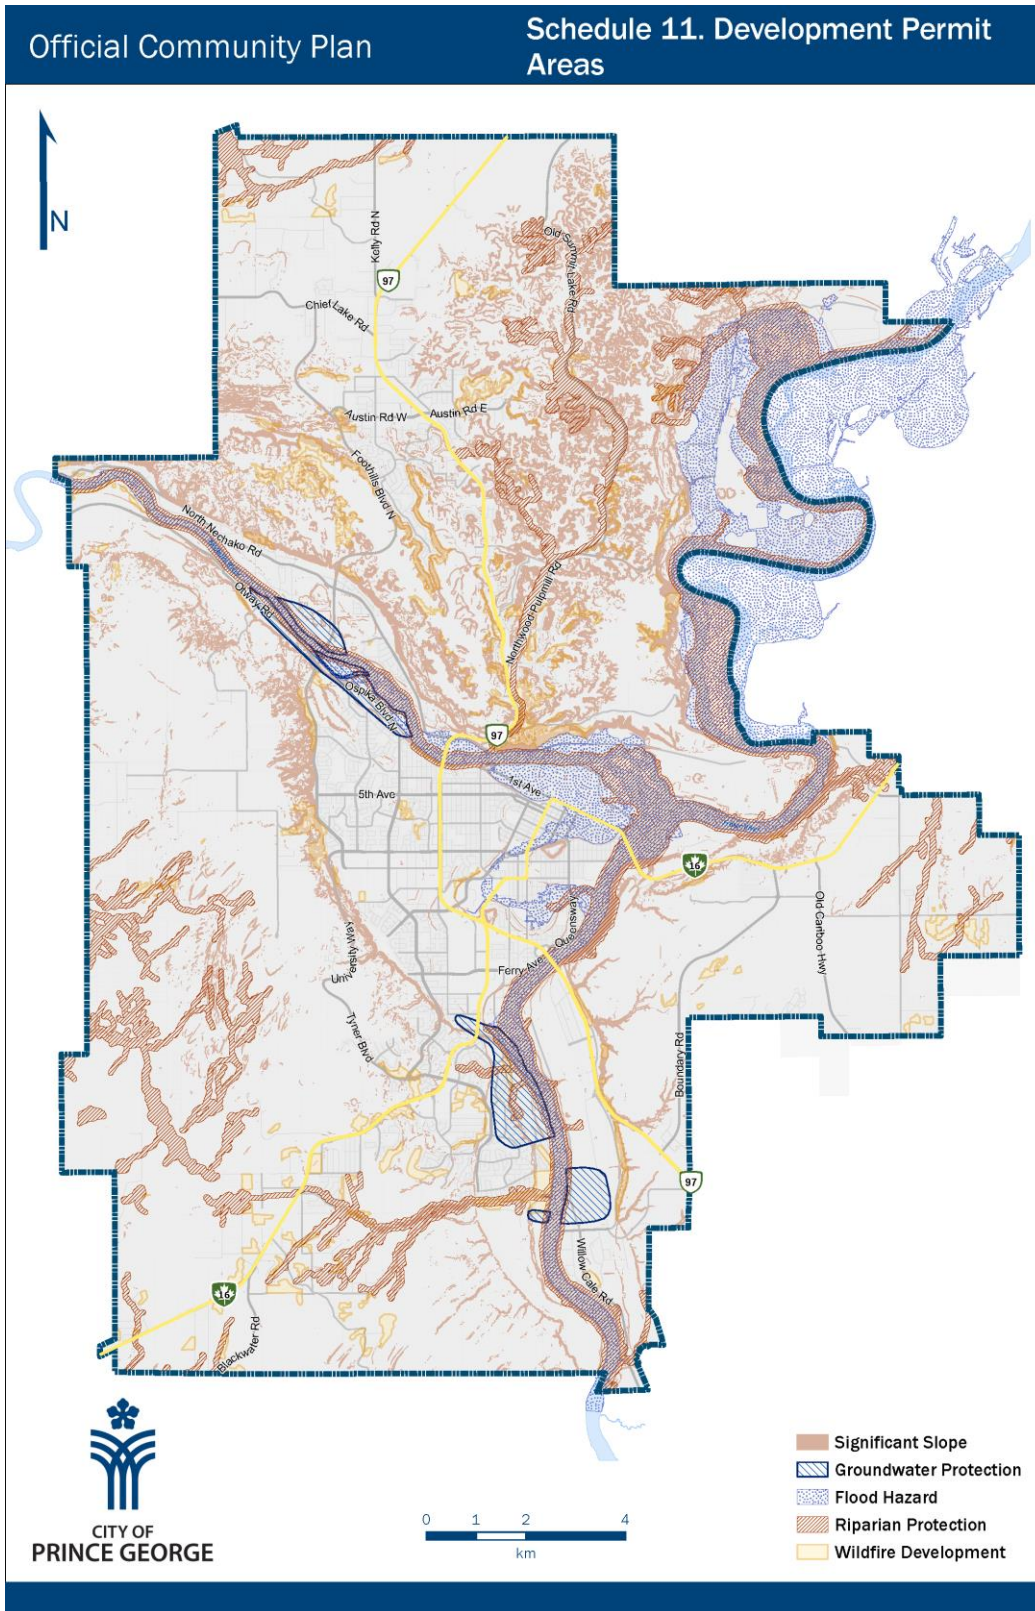 Official Community Plan
Schedule 11. Development Permit
Areas
N
Kelly Rd N
Old Summit Lake Rd
97
Chief Lake Rd
Austin Rd W
Austin Rd E
Foothills Blvd N
North Nechako Rd
Otway Rd
Northwood Pulpmill Rd
Ospika Blvd N
97
1st Ave
5th Ave
16
Old Cariboo Hwy
Queensway
University Way
Ferry Ave
Tyner Blvd
Boundary Rd
97
Willow Cale Rd
16
Blackwater Rd
CITY OF
PRINCE GEORGE
0 1 2 4
km
Significant Slope
Groundwater Protection
Flood Hazard
Riparian Protection
Wildfire Development